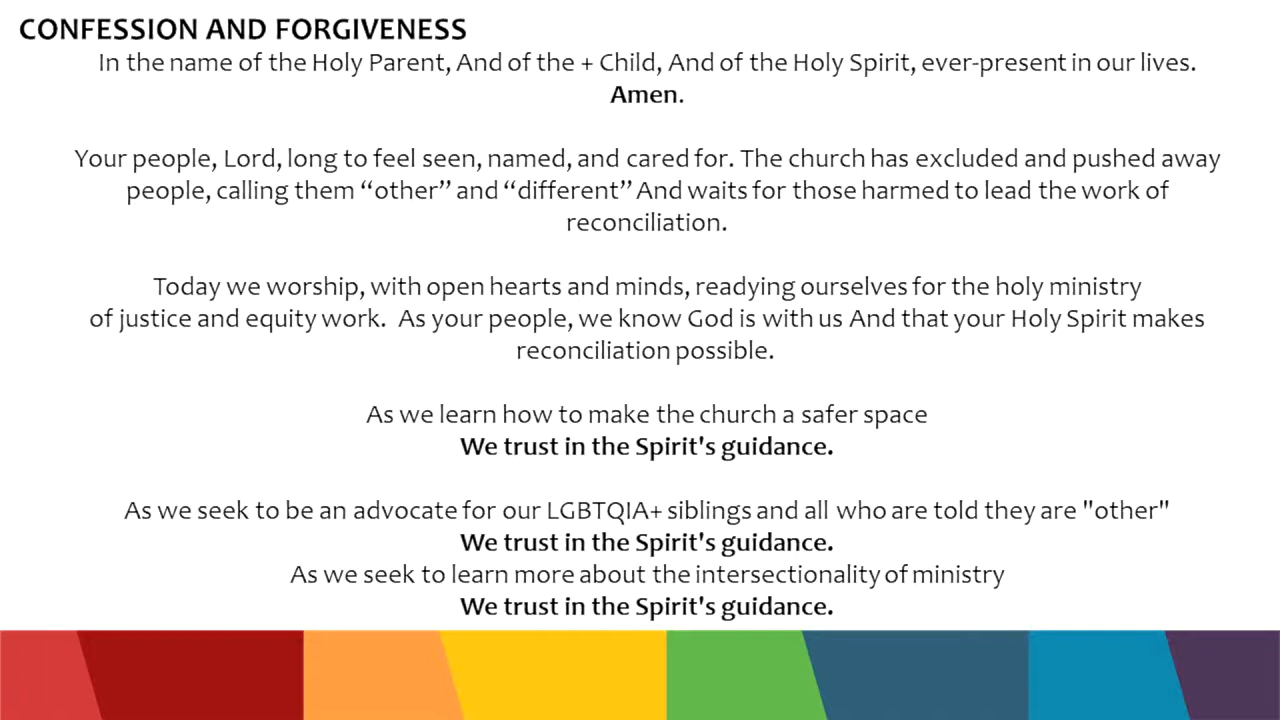 CONFESSION AND FORGIVENESS
In the name of the Holy Parent, And of the + Child, And of the Holy Spirit, ever-present in our lives.
Amen.
Your people, Lord, long to feel seen, named, and cared for. The church has excluded and pushed away
people, calling them “other” and “different” And waits for those harmed to lead the work of
reconciliation.
Today we worship, with open hearts and minds, readying ourselves for the holy ministry
of justice and equity work.  As your people, we know God is with us And that your Holy Spirit makes
reconciliation possible.
As we learn how to make the church a safer space
We trust in the Spirit's guidance.
As we seek to be an advocate for our LGBTQIA+ siblings and all who are told they are "other"
We trust in the Spirit's guidance.
As we seek to learn more about the intersectionality of ministry
We trust in the Spirit's guidance.